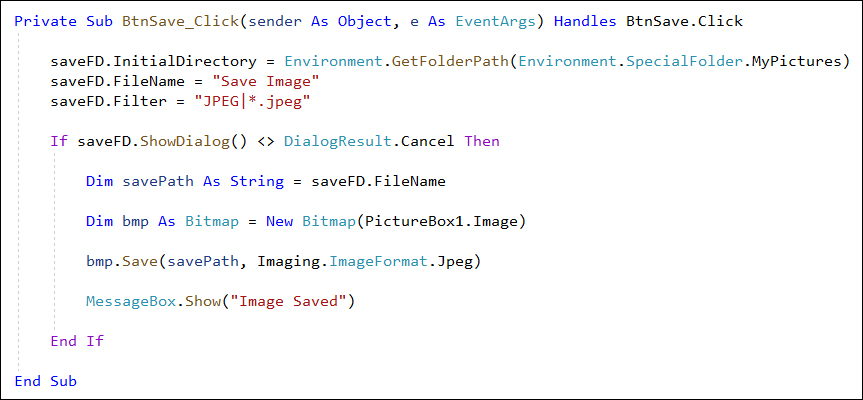 Private Sub BtnSave_Click(sender As Object, e As EventArgs) Handles BtnSave.Click
saveFD.InitialDirectory = Environment.GetFolderPath(Environment.SpecialFolder.MyPictures)
saveFD.FileName = "Save Image"
saveFD.Filter = "JPEG|*.jpeg"
If saveFD.ShowDialog() <> DialogResult.Cancel Then
Dim savePath As String = saveFD.FileName
Dim bmp As Bitmap = New Bitmap(PictureBox1.Image)
bmp.Save(savePath, Imaging.ImageFormat.Jpeg)
MessageBox.Show("Image Saved")
End If
End Sub